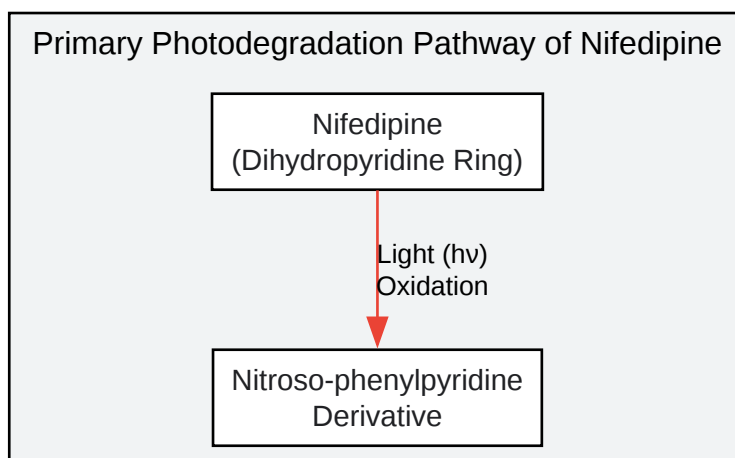 Primary Photodegradation Pathway of Nifedipine
Nifedipine
(Dihydropyridine Ring)
Light (hν)
Oxidation
Nitroso-phenylpyridine
Derivative